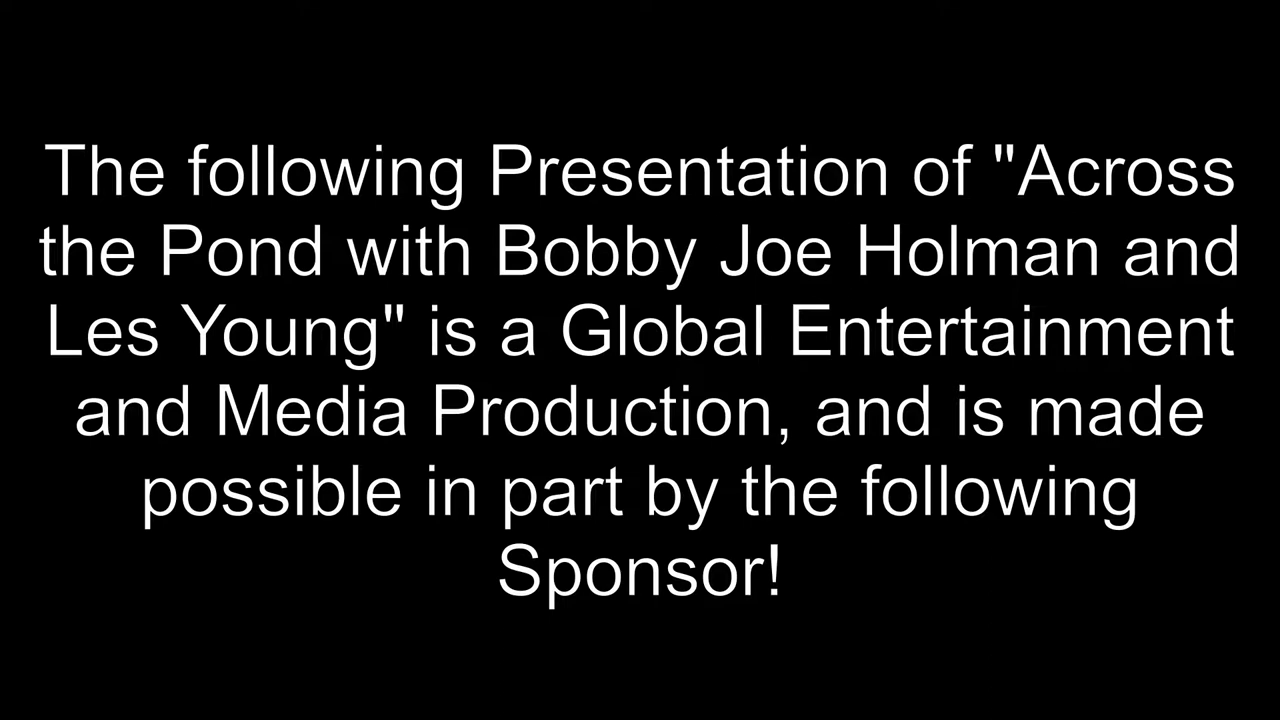 The following Presentation of "Across
the Pond with Bobby Joe Holman and
Les Young" is a Global Entertainment
and Media Production, and is made
possible in part by the following
Sponsor!